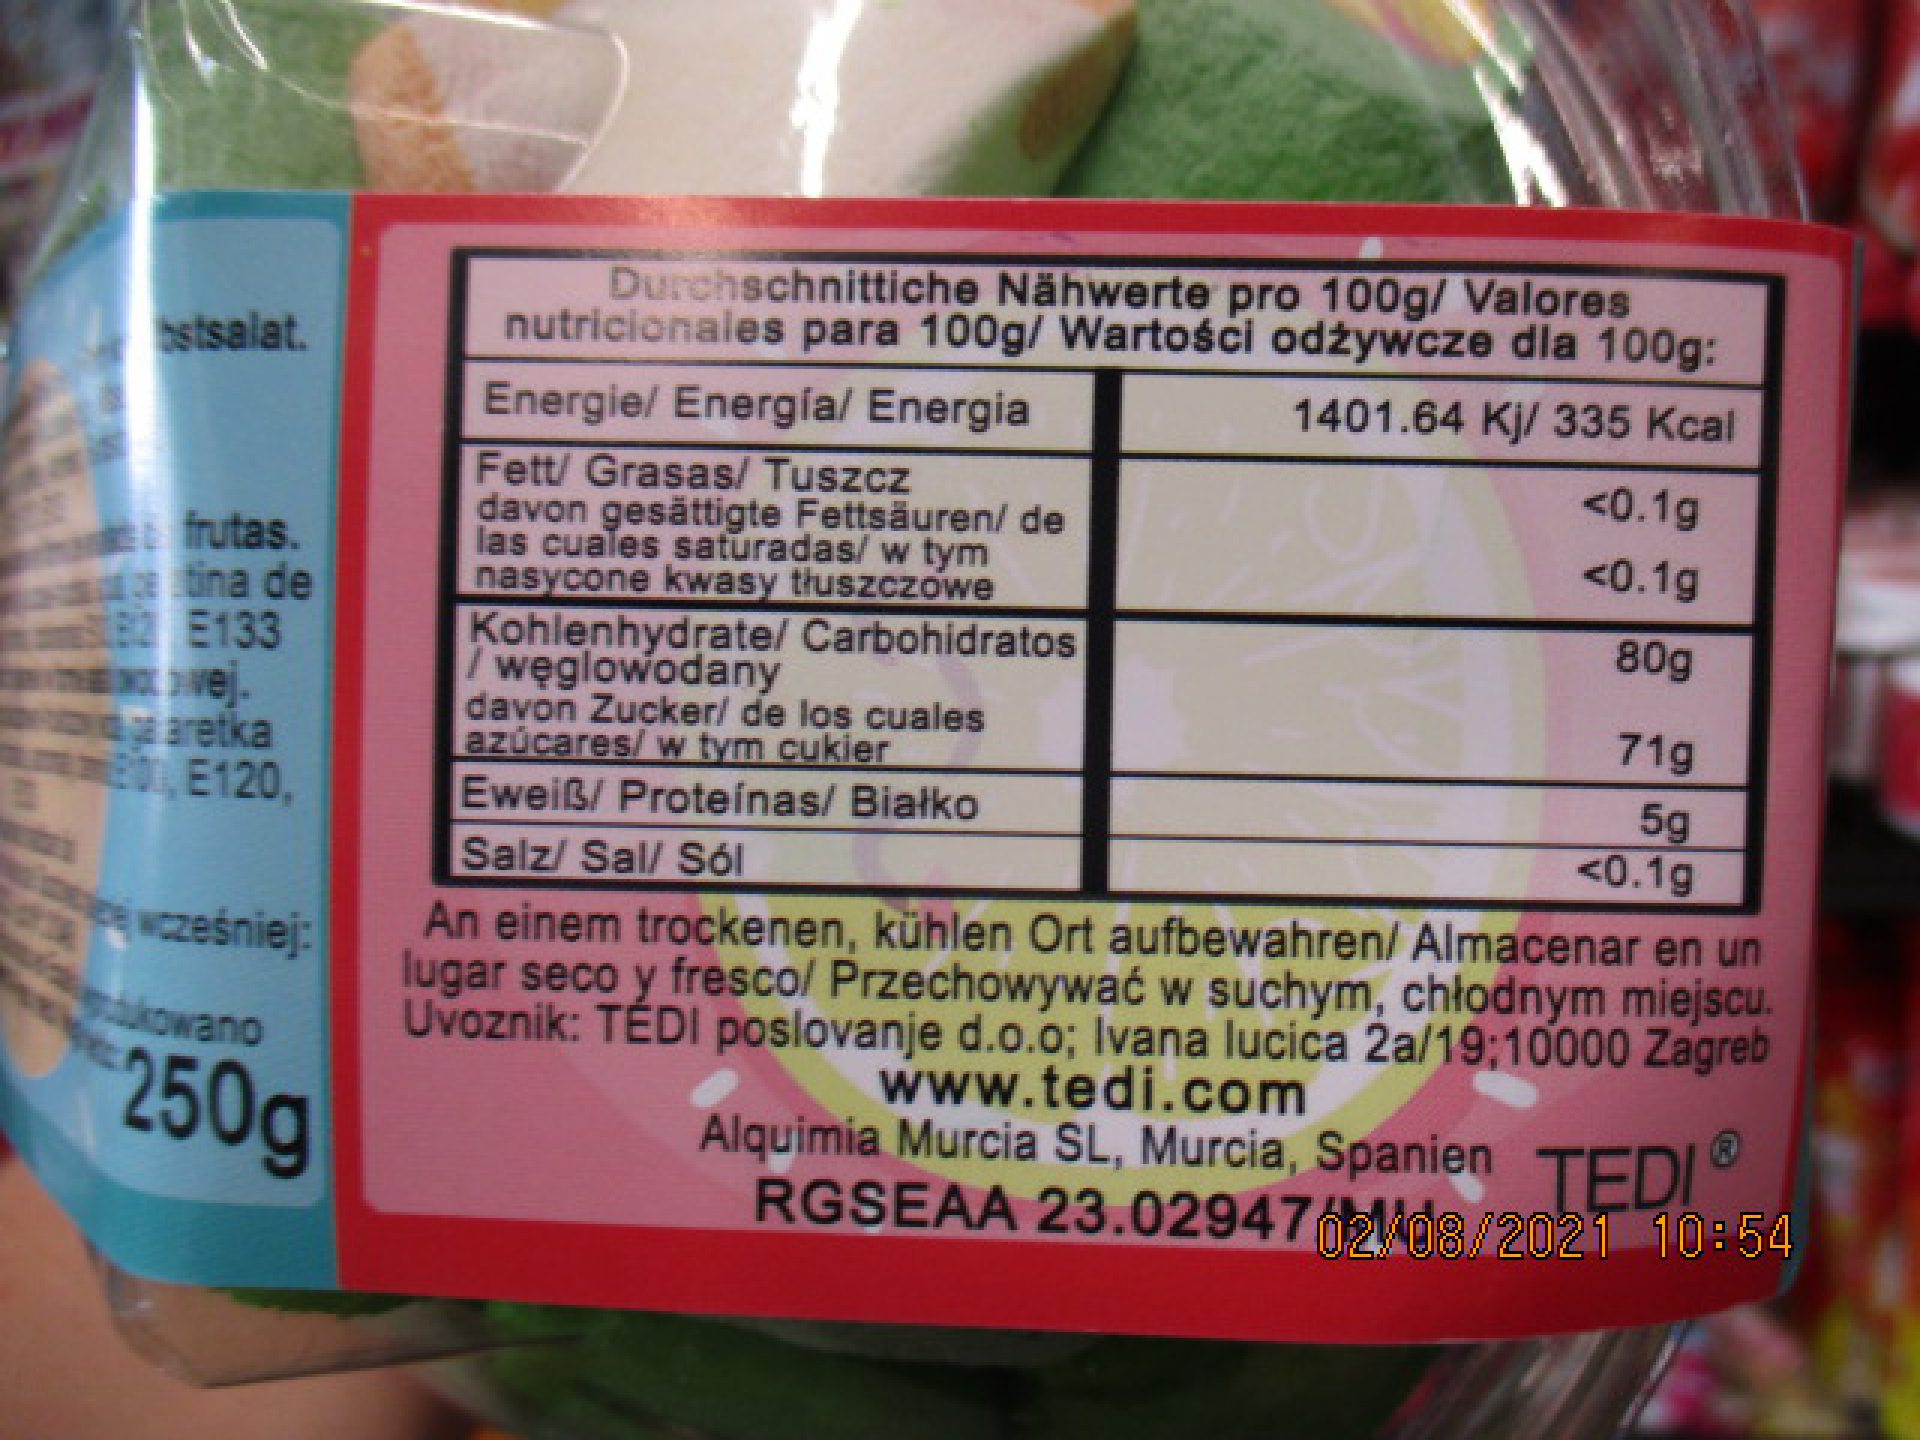 bstsalat.
frutas.
tina de
E133
wej.
aretka
E120,
wcześniej:
250g
Durchschnittiche Nähwerte pro 100g/ Valores
nutricionales para 100g/ Wartości odżywcze dla 100g:
Energie/ Energía/ Energia 1401.64 Kj/ 335 Kcal
Fett/ Grasas/ Tuszcz <0.1g
davon gesättigte Fettsäuren/ de
las cuales saturadas/ w tym <0.1g
nasycone kwasy tłuszczowe
Kohlenhydrate/ Carbohidratos 80g
/ węglowodany
davon Zucker/ de los cuales
azúcares/ w tym cukier 71g
Eweiß/ Proteínas/ Białko 5g
Salz/ Sal/ Sól <0.1g
An einem trockenen, kühlen Ort aufbewahren/ Almacenar en un
lugar seco y fresco/ Przechowywać w suchym, chłodnym miejscu.
Uvoznik: TEDI poslovanje d.o.o; Ivana lucica 2a/19;10000 Zagreb
www.tedi.com
Alquimia Murcia SL, Murcia, Spanien
TEDI®
RGSEAA 23.02947/MU
02/08/2021 10:54